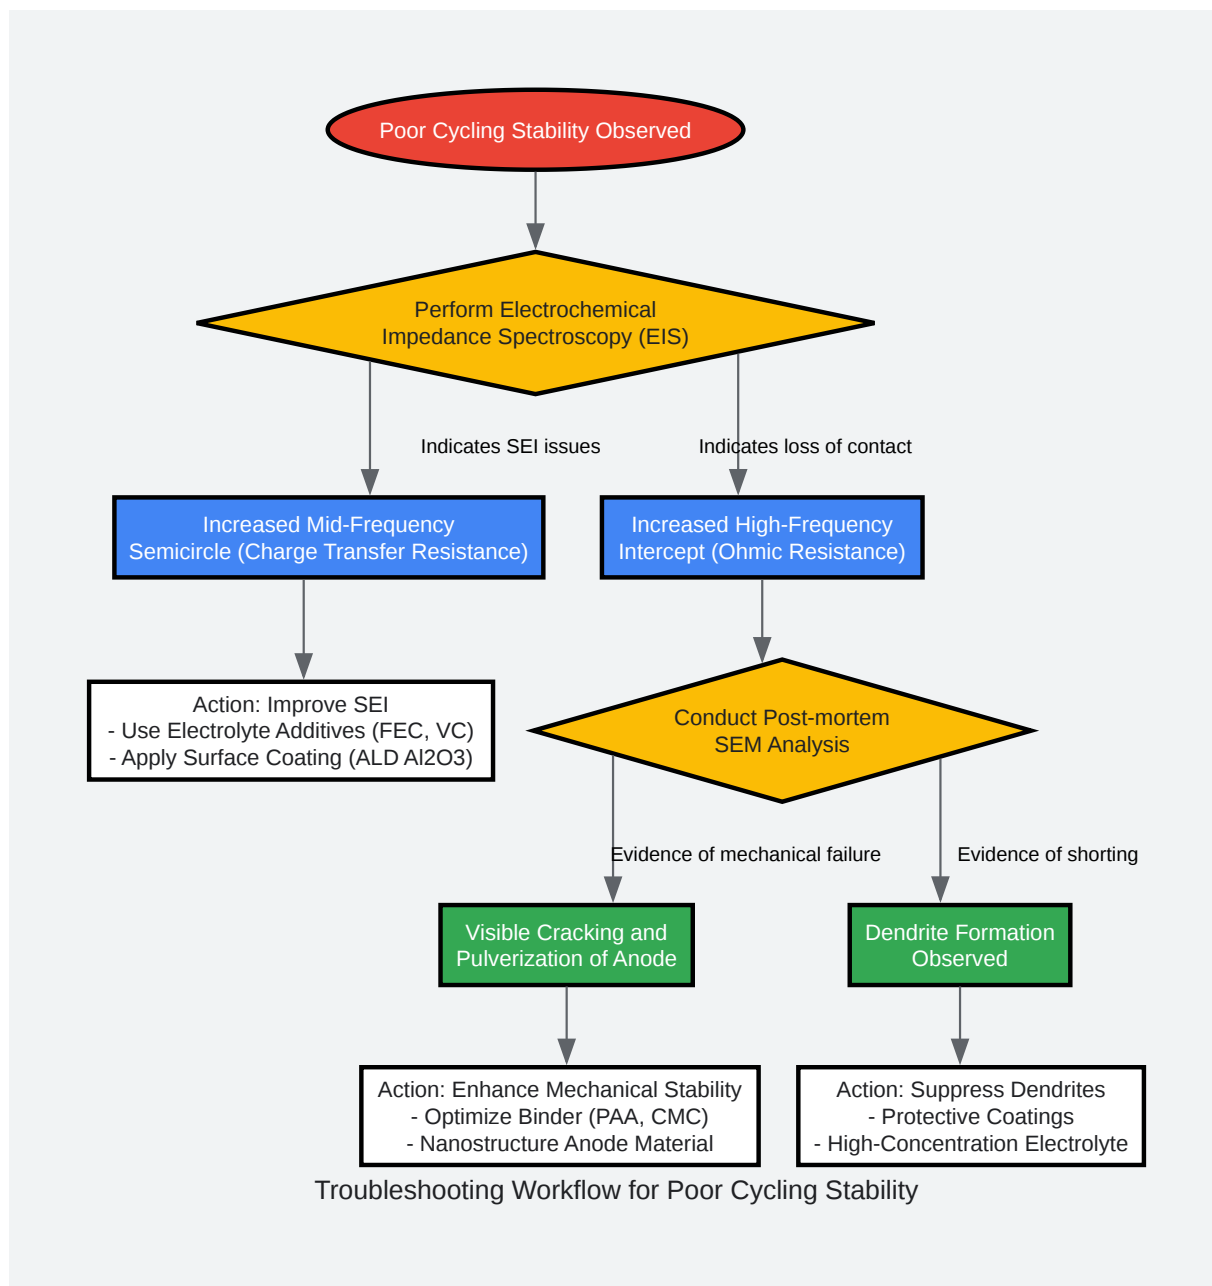 Poor Cycling Stability Observed
Perform Electrochemical
Impedance Spectroscopy (EIS)
Indicates SEI issues
Indicates loss of contact
Increased Mid-Frequency
Semicircle (Charge Transfer Resistance)
Increased High-Frequency
Intercept (Ohmic Resistance)
Action: Improve SEI
- Use Electrolyte Additives (FEC, VC)
- Apply Surface Coating (ALD Al2O3)
Conduct Post-mortem
SEM Analysis
Evidence of mechanical failure
Evidence of shorting
Visible Cracking and
Pulverization of Anode
Dendrite Formation
Observed
Action: Enhance Mechanical Stability
- Optimize Binder (PAA, CMC)
- Nanostructure Anode Material
Action: Suppress Dendrites
- Protective Coatings
- High-Concentration Electrolyte
Troubleshooting Workflow for Poor Cycling Stability